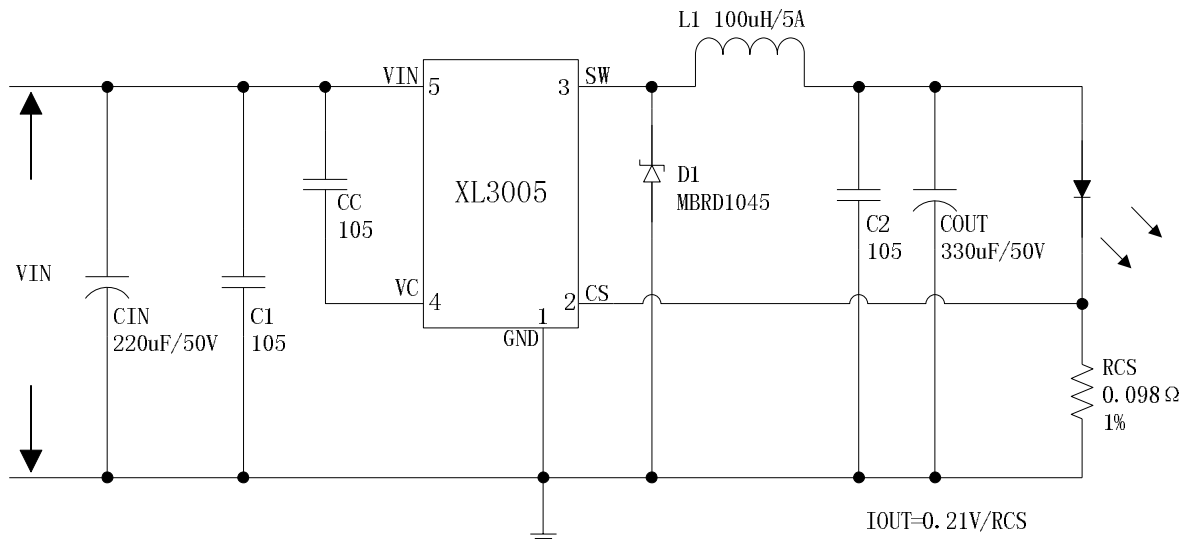 L1 100uH/5A
VIN
5
3
SW
XL3005
D1
MBRD1045
CC
105
C2
105
COUT
330uF/50V
VIN
VC
4
2
CS
1
GND
CIN
220uF/50V
C1
105
RCS
0.098Ω
1%
IOUT=0.21V/RCS